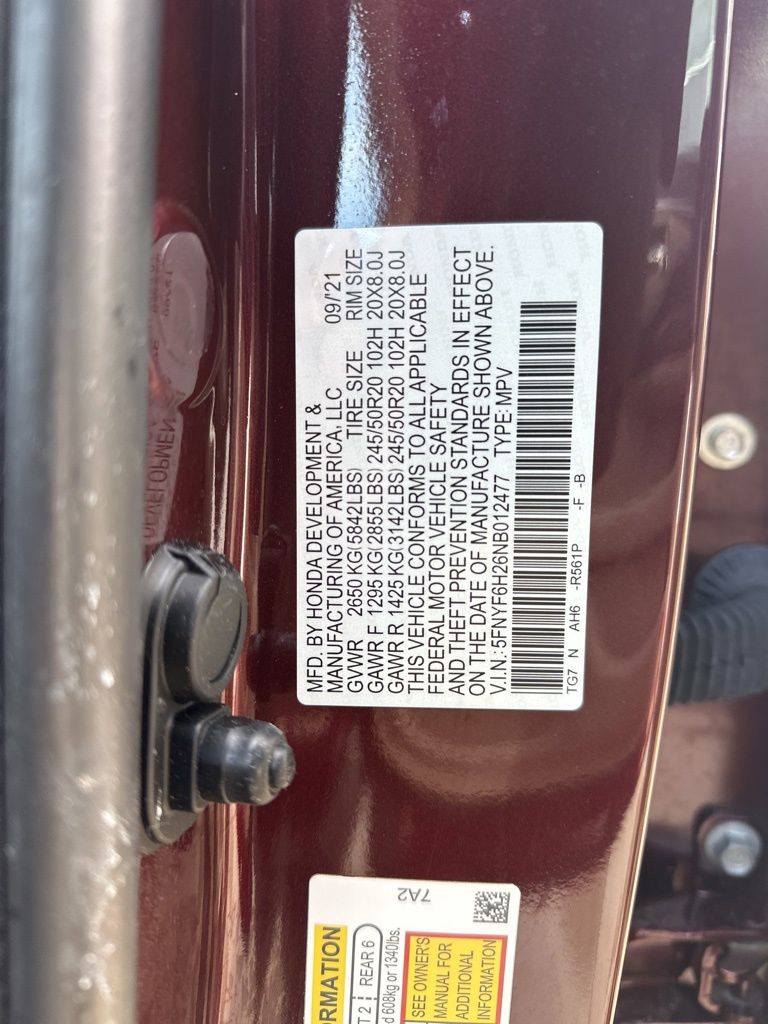 MFD. BY HONDA DEVELOPMENT &
MANUFACTURING OF AMERICA, LLC 09/'21
GVWR 2650 KG(5842LBS) TIRE SIZE RIM SIZE
GAWR F 1295 KG(2855LBS) 245/50R20 102H 20X8.0J
GAWR R 1425 KG(3142LBS) 245/50R20 102H 20X8.0J
THIS VEHICLE CONFORMS TO ALL APPLICABLE
FEDERAL MOTOR VEHICLE SAFETY
AND THEFT PREVENTION STANDARDS IN EFFECT
ON THE DATE OF MANUFACTURE SHOWN ABOVE.
V.I.N.: 5FNYF6H26NB012477 TYPE: MPV
TG7 N AH6 -R561P -F -B
7A2
REAR 6
608kg or 1340lbs.
SEE OWNER'S
MANUAL FOR
ADDITIONAL
INFORMATION